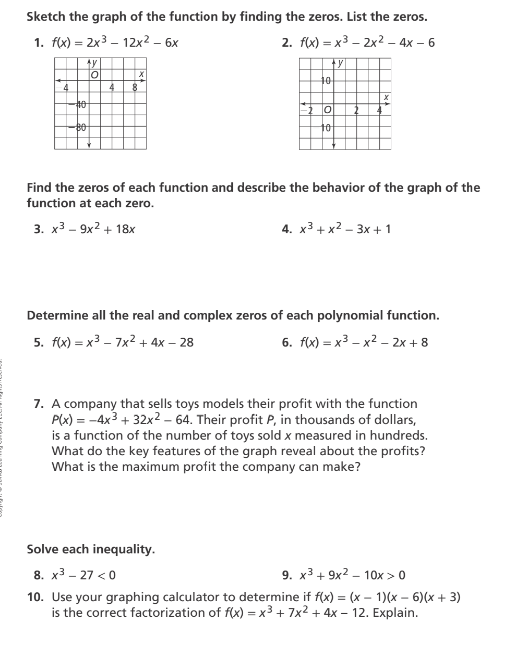 Sketch the graph of the function by finding the zeros. List the zeros.
1. f(x) = 2x³ – 12x² – 6x
2. f(x) = x³ – 2x² – 4x – 6
y
O
x
4
4
8
–40
–80
y
10
x
–2
O
2
4
10
Find the zeros of each function and describe the behavior of the graph of the
function at each zero.
3. x³ – 9x² + 18x
4. x³ + x² – 3x + 1
Determine all the real and complex zeros of each polynomial function.
5. f(x) = x³ – 7x² + 4x – 28
6. f(x) = x³ – x² – 2x + 8
7. A company that sells toys models their profit with the function
P(x) = –4x³ + 32x² – 64. Their profit P, in thousands of dollars,
is a function of the number of toys sold x measured in hundreds.
What do the key features of the graph reveal about the profits?
What is the maximum profit the company can make?
Solve each inequality.
8. x³ – 27 < 0
9. x³ + 9x² – 10x > 0
10. Use your graphing calculator to determine if f(x) = (x – 1)(x – 6)(x + 3)
is the correct factorization of f(x) = x³ + 7x² + 4x – 12. Explain.